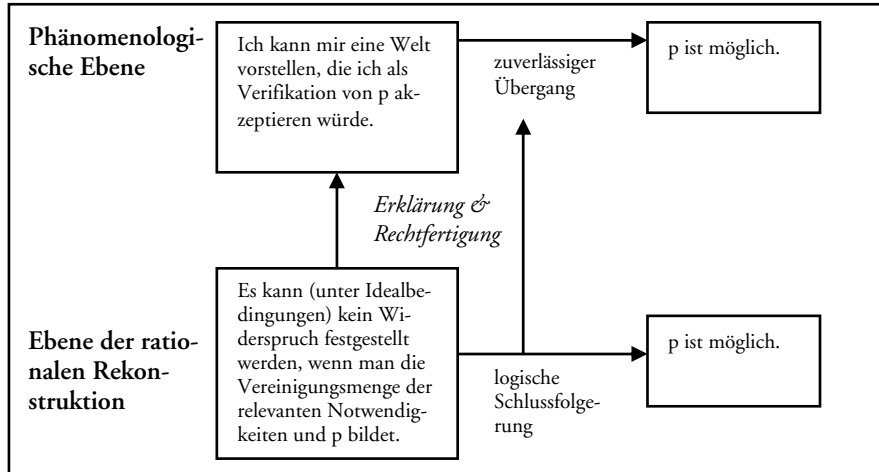 Phänomenologi-
sche Ebene
Ich kann mir eine Welt
vorstellen, die ich als
Verifikation von p ak-
zeptieren würde.
zuverlässiger
Übergang
p ist möglich.
Erklärung &
Rechtfertigung
Ebene der ratio-
nalen Rekon-
struktion
Es kann (unter Idealbe-
dingungen) kein Wi-
derspruch festgestellt
werden, wenn man die
Vereinigungsmenge der
relevanten Notwendig-
keiten und p bildet.
logische
Schlussfolge-
rung
p ist möglich.